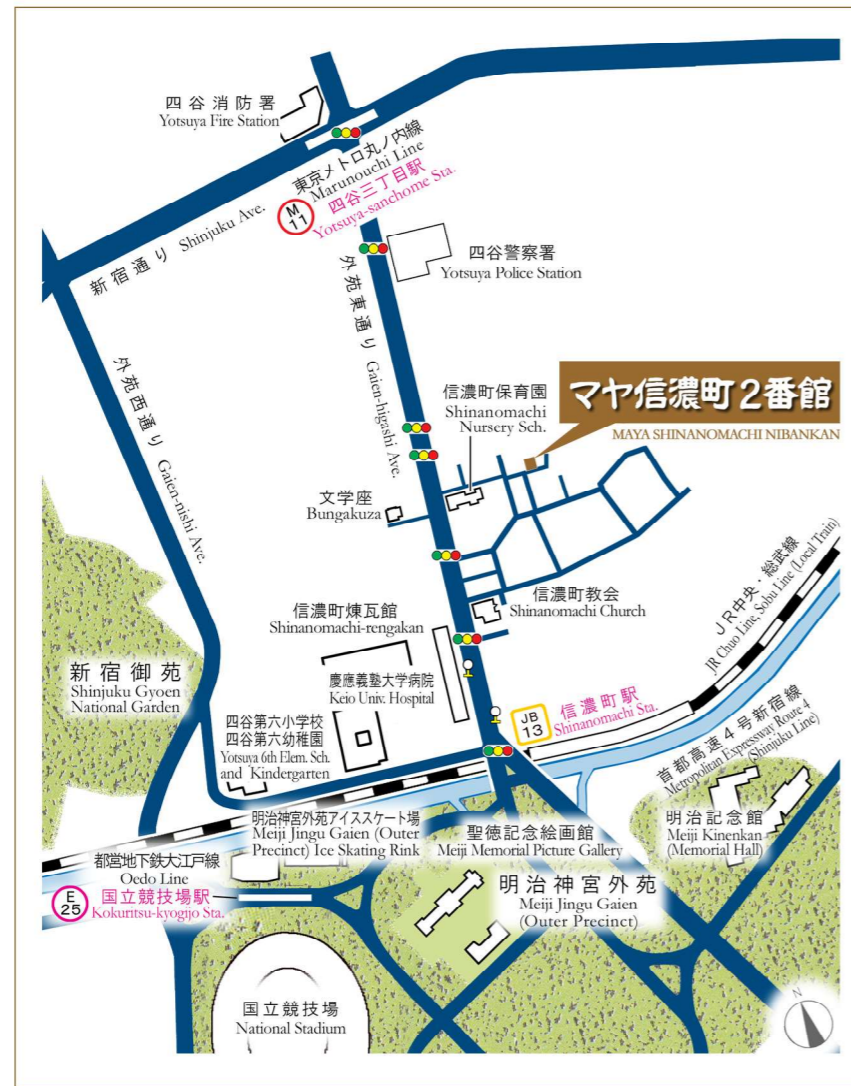 四谷消防署
Yotsuya Fire Station
東京メトロ丸ノ内線
Marunouchi Line
M
11
四谷三丁目駅
Yotsuya-sanchome Sta.
新宿通り Shinjuku Ave.
四谷警察署
Yotsuya Police Station
外苑東通り Gaien-higashi Ave.
外苑西通り Gaien-nishi Ave.
信濃町保育園
Shinanomachi
Nursery Sch.
マヤ信濃町2番館
MAYA SHINANOMACHI NIBANKAN
文学座
Bungakuza
信濃町煉瓦館
Shinanomachi-rengakan
信濃町教会
Shinanomachi Church
JR中央・総武線
JR Chuo Line, Sobu Line (Local Train)
新宿御苑
Shinjuku Gyoen
National Garden
慶應義塾大学病院
Keio Univ. Hospital
JB
13
信濃町駅
Shinanomachi Sta.
首都高速4号新宿線
Metropolitan Expressway Route 4
(Shinjuku Line)
四谷第六小学校
四谷第六幼稚園
Yotsuya 6th Elem. Sch.
and Kindergarten
明治神宮外苑アイススケート場
Meiji Jingu Gaien (Outer
Precinct) Ice Skating Rink
聖徳記念絵画館
Meiji Memorial Picture Gallery
明治記念館
Meiji Kinenkan
(Memorial Hall)
都営地下鉄大江戸線
Oedo Line
E
25
国立競技場駅
Kokuritsu-kyogijo Sta.
明治神宮外苑
Meiji Jingu Gaien
(Outer Precinct)
国立競技場
National Stadium
N